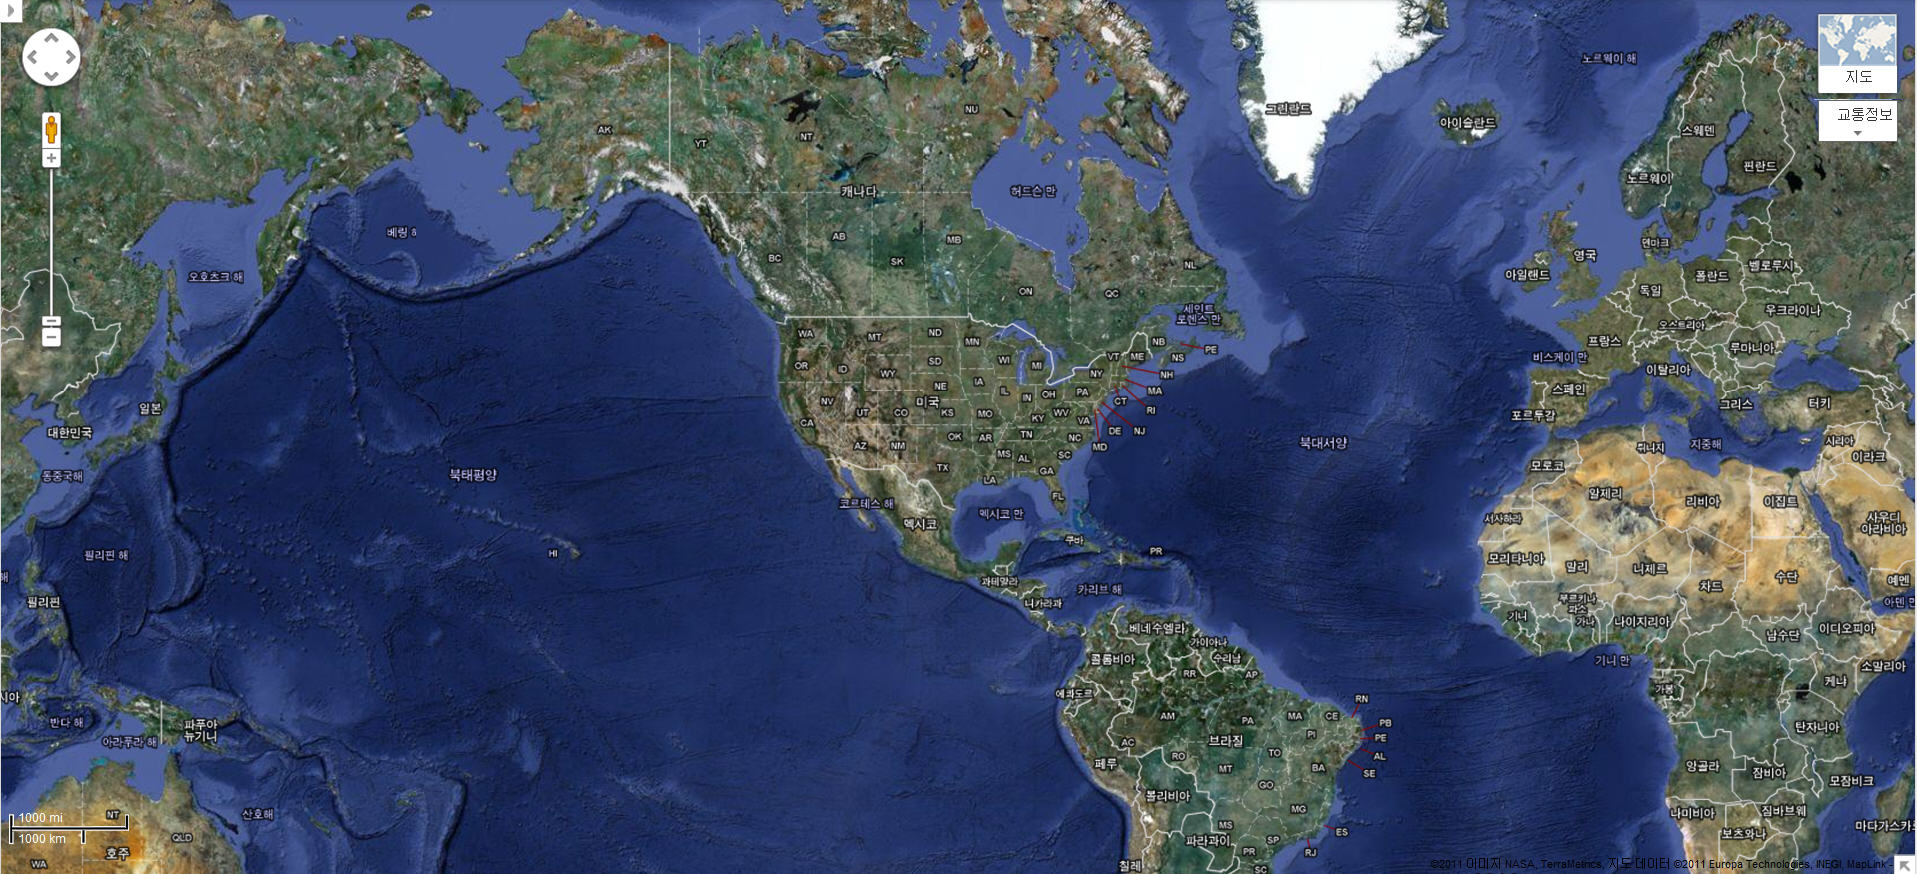 지도
교통정보
노르웨이 해
그린란드
아이슬란드
스웨덴
핀란드
노르웨이
NU
AK
YT
NT
캐나다
허드슨 만
베링 해
오호츠크 해
AB
MB
SK
BC
NL
ON
QC
세인트
로렌스 만
덴마크
영국
아일랜드
벨로루시
폴란드
독일
우크라이나
오스트리아
프랑스
루마니아
비스케이 만
이탈리아
스페인
포르투갈
그리스
터키
WA
MT
ND
MN
OR
ID
SD
WI
MI
VT
ME
NB
NS
PE
WY
NE
IA
NY
NH
NV
UT
CO
미국
KS
MO
IL
IN
OH
PA
MA
CT
RI
KY
WV
VA
CA
AZ
NM
OK
AR
TN
NC
DE
NJ
MD
TX
MS
AL
SC
GA
LA
FL
일본
대한민국
동중국해
북태평양
북대서양
코르테스 해
멕시코
멕시코 만
쿠바
PR
HI
필리핀 해
필리핀
과테말라
니카라과
카리브 해
튀니지
지중해
시리아
이라크
모로코
알제리
리비아
이집트
서사하라
사우디
아라비아
모리타니아
말리
니제르
차드
수단
예멘
아덴 만
부르키나
파소
기니
가나
나이지리아
남수단
이디오피아
기니 만
소말리아
가봉
케냐
탄자니아
앙골라
잠비아
모잠비크
나미비아
짐바브웨
보츠와나
마다가스카르
베네수엘라
가이아나
콜롬비아
수리남
RR
AP
에콰도르
AM
PA
MA
CE
RN
PB
PE
AL
SE
PI
AC
브라질
RO
TO
페루
MT
BA
GO
볼리비아
MG
MS
ES
파라과이
SP
PR
RJ
칠레
SC
시아
반다 해
파푸아
뉴기니
아라푸라 해
산호해
NT
QLD
호주
WA
1000 mi
1000 km
©2011 이미지 NASA, TerraMetrics, 지도 데이터 ©2011 Europa Technologies, INEGI, MapLink -